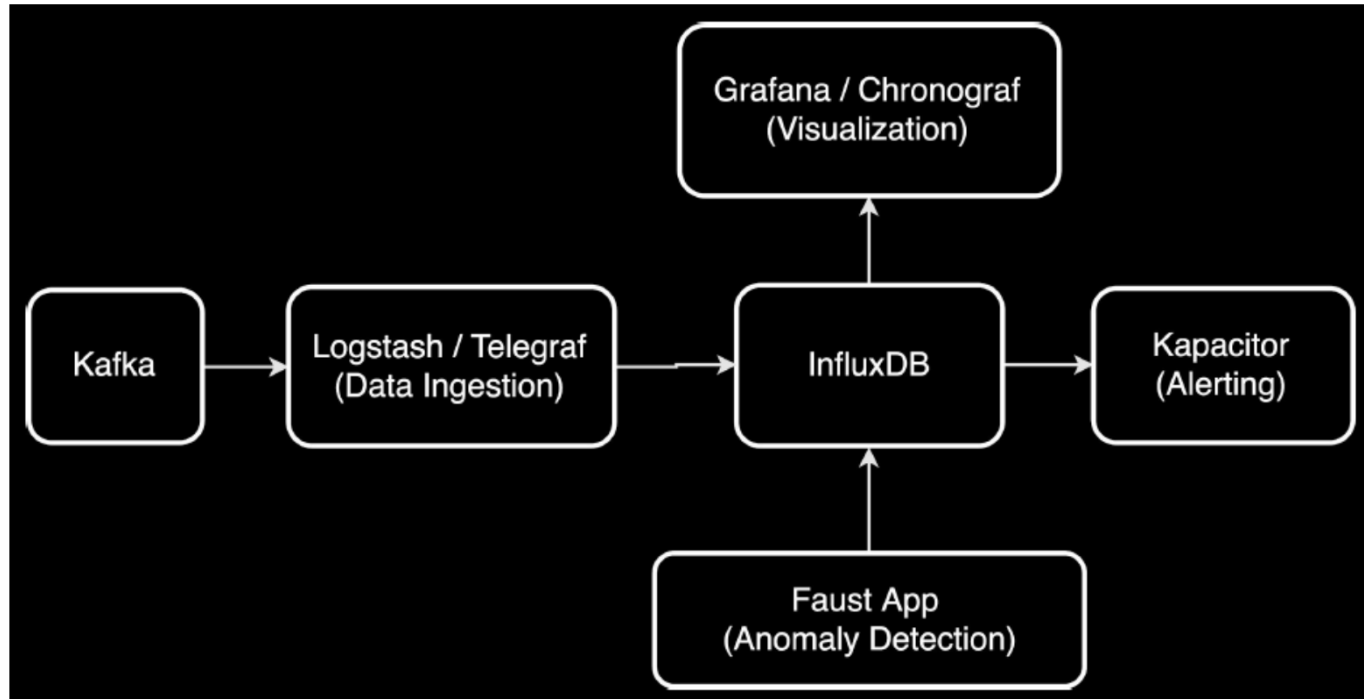 Grafana / Chronograf
(Visualization)
Kafka
Logstash / Telegraf
(Data Ingestion)
InfluxDB
Kapacitor
(Alerting)
Faust App
(Anomaly Detection)